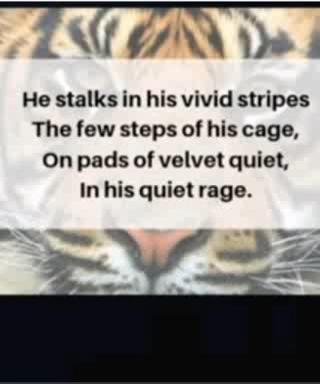 He stalks in his vivid stripes
The few steps of his cage,
On pads of velvet quiet,
In his quiet rage.